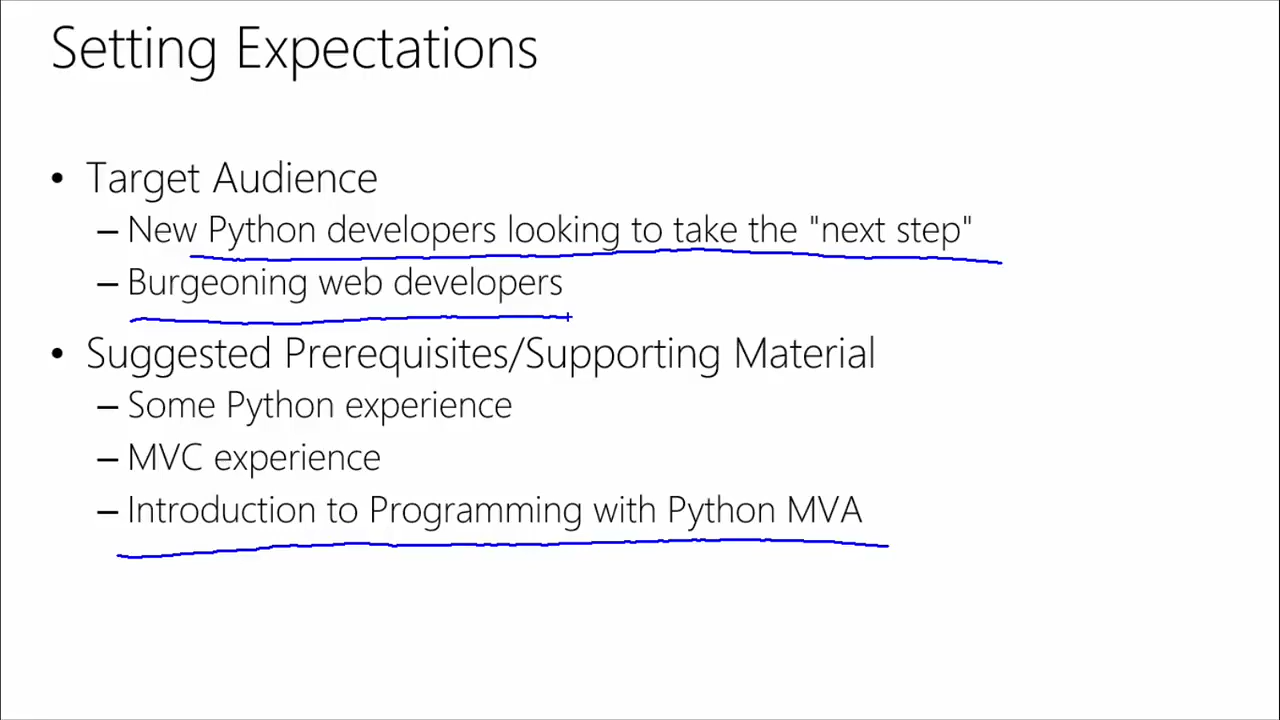 Setting Expectations
• Target Audience
– New Python developers looking to take the "next step"
– Burgeoning web developers
• Suggested Prerequisites/Supporting Material
– Some Python experience
– MVC experience
– Introduction to Programming with Python MVA